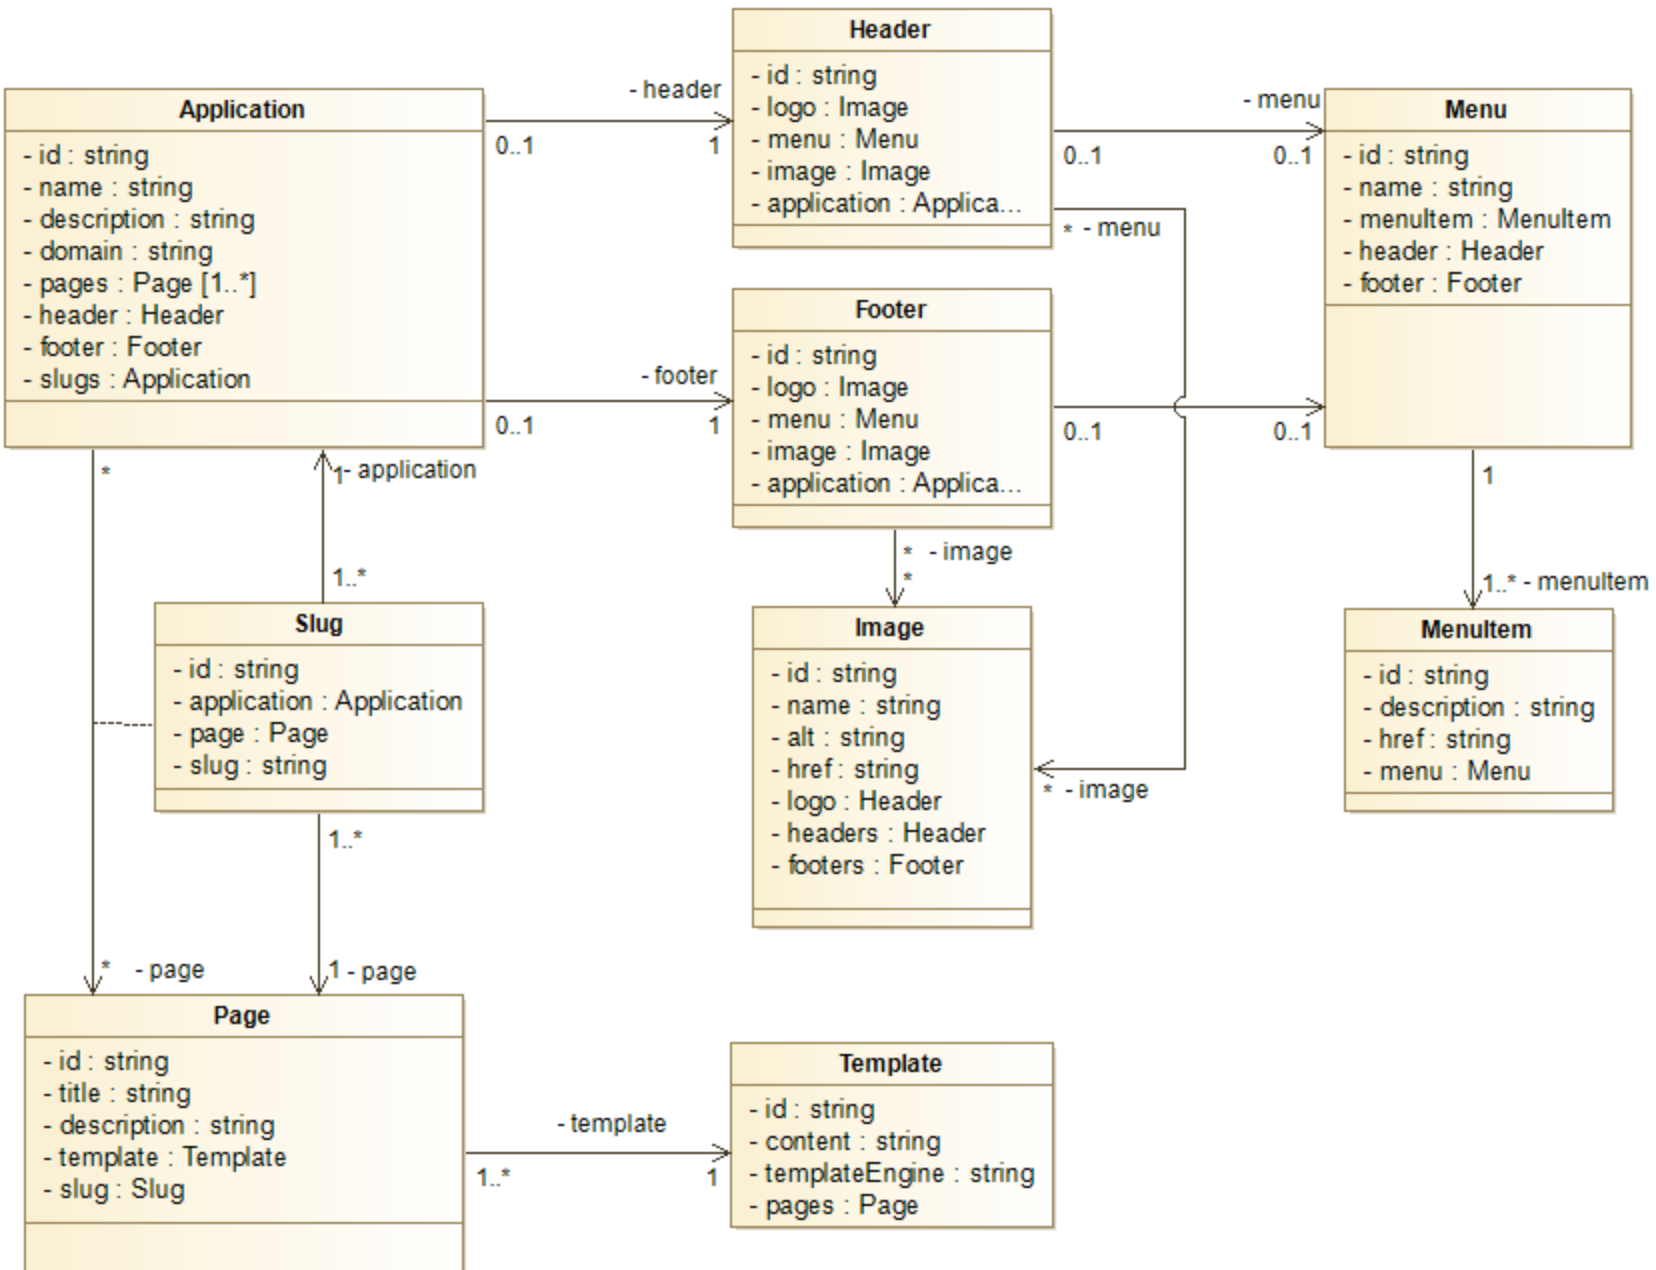 Header
- id : string
- logo : Image
- menu : Menu
- image : Image
- application : Applica...
Application
- id : string
- name : string
- description : string
- domain : string
- pages : Page [1..*]
- header : Header
- footer : Footer
- slugs : Application
- header
0..1
1
- menu
0..1
0..1
* - menu
Menu
- id : string
- name : string
- menuItem : MenuItem
- header : Header
- footer : Footer
Footer
- id : string
- logo : Image
- menu : Menu
- image : Image
- application : Applica...
- footer
0..1
1
0..1
0..1
*
1 - application
1..*
* - image
*
1
1..* - menuItem
Slug
- id : string
- application : Application
- page : Page
- slug : string
Image
- id : string
- name : string
- alt : string
- href : string
- logo : Header
- headers : Header
- footers : Footer
* - image
MenuItem
- id : string
- description : string
- href : string
- menu : Menu
1..*
* - page
1 - page
Page
- id : string
- title : string
- description : string
- template : Template
- slug : Slug
- template
1..*
1
Template
- id : string
- content : string
- templateEngine : string
- pages : Page